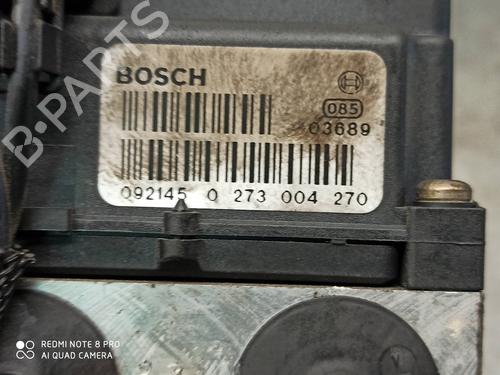 B-PARTS
BOSCH
085
03689
092145 0 273 004 270
REDMI NOTE 8 PRO
AI QUAD CAMERA